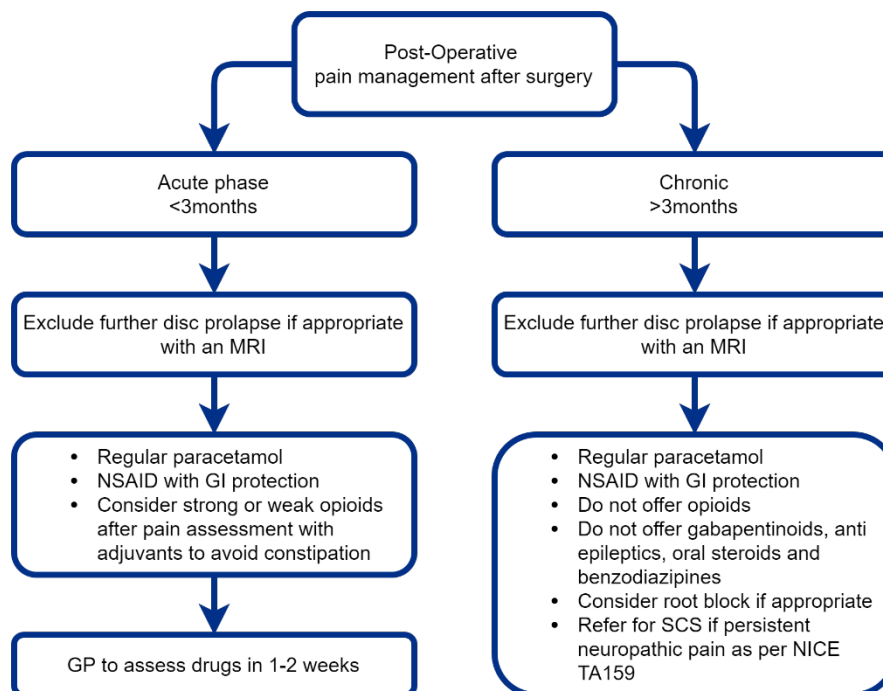 Post-Operative
pain management after surgery
Acute phase
<3months
Chronic
>3months
Exclude further disc prolapse if appropriate
with an MRI
Exclude further disc prolapse if appropriate
with an MRI
• Regular paracetamol
• NSAID with GI protection
• Consider strong or weak opioids
after pain assessment with
adjuvants to avoid constipation
• Regular paracetamol
• NSAID with GI protection
• Do not offer opioids
• Do not offer gabapentinoids, anti
epileptics, oral steroids and
benzodiazipines
• Consider root block if appropriate
• Refer for SCS if persistent
neuropathic pain as per NICE
TA159
GP to assess drugs in 1-2 weeks